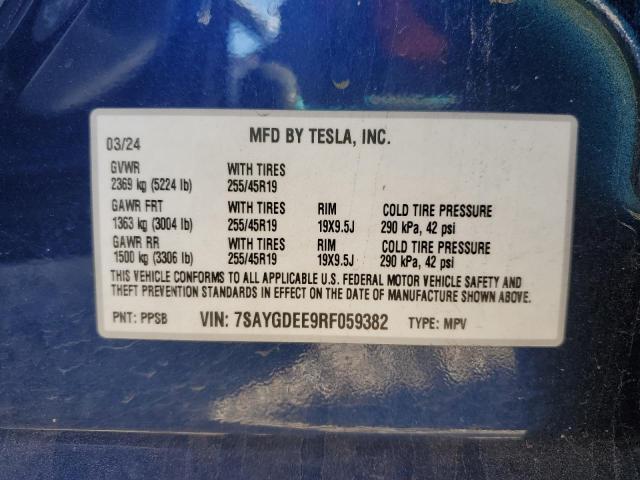 03/24 MFD BY TESLA, INC.
GVWR WITH TIRES
2369 kg (5224 lb) 255/45R19
GAWR FRT WITH TIRES RIM COLD TIRE PRESSURE
1363 kg (3004 lb) 255/45R19 19X9.5J 290 kPa, 42 psi
GAWR RR WITH TIRES RIM COLD TIRE PRESSURE
1500 kg (3306 lb) 255/45R19 19X9.5J 290 kPa, 42 psi
THIS VEHICLE CONFORMS TO ALL APPLICABLE U.S. FEDERAL MOTOR VEHICLE SAFETY AND
THEFT PREVENTION STANDARDS IN EFFECT ON THE DATE OF MANUFACTURE SHOWN ABOVE.
PNT: PPSB VIN: 7SAYGDEE9RF059382 TYPE: MPV